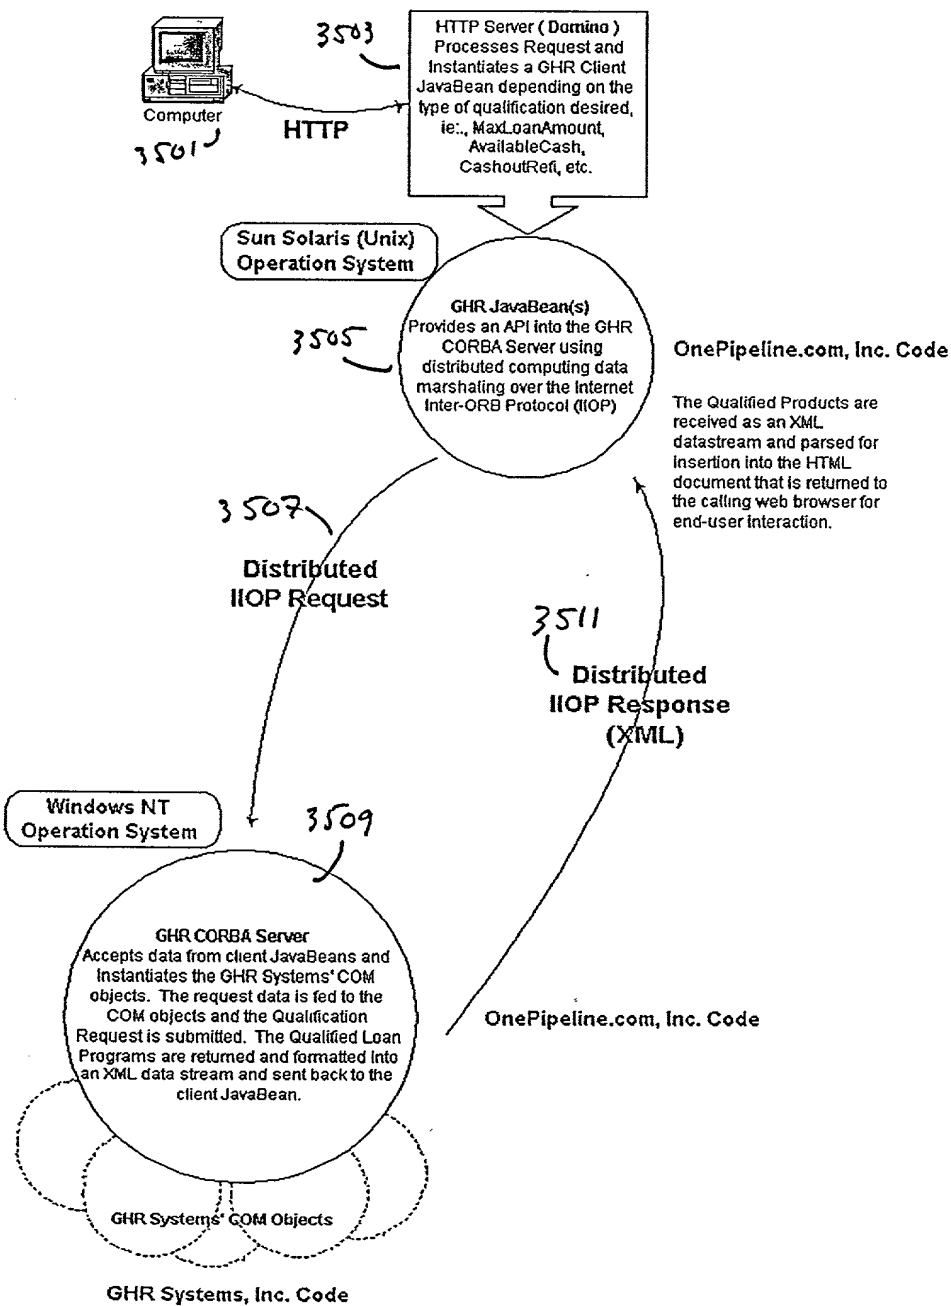 3503
HTTP Server ( Domino )
Processes Request and
Instantiates a GHR Client
JavaBean depending on the
type of qualification desired,
ie:., MaxLoanAmount,
AvailableCash,
CashoutRefi, etc.
Computer
HTTP
3501
Sun Solaris (Unix)
Operation System
GHR JavaBean(s)
Provides an API into the GHR
CORBA Server using
distributed computing data
marshaling over the Internet
Inter-ORB Protocol (IIOP)
3505
OnePipeline.com, Inc. Code
The Qualified Products are
received as an XML
datastream and parsed for
insertion into the HTML
document that is returned to
the calling web browser for
end-user interaction.
3507
Distributed
IIOP Request
3511
Distributed
IIOP Response
(XML)
Windows NT
Operation System
3509
GHR CORBA Server
Accepts data from client JavaBeans and
Instantiates the GHR Systems' COM
objects. The request data is fed to the
COM objects and the Qualification
Request is submitted. The Qualified Loan
Programs are returned and formatted into
an XML data stream and sent back to the
client JavaBean.
OnePipeline.com, Inc. Code
GHR Systems' COM Objects
GHR Systems, Inc. Code